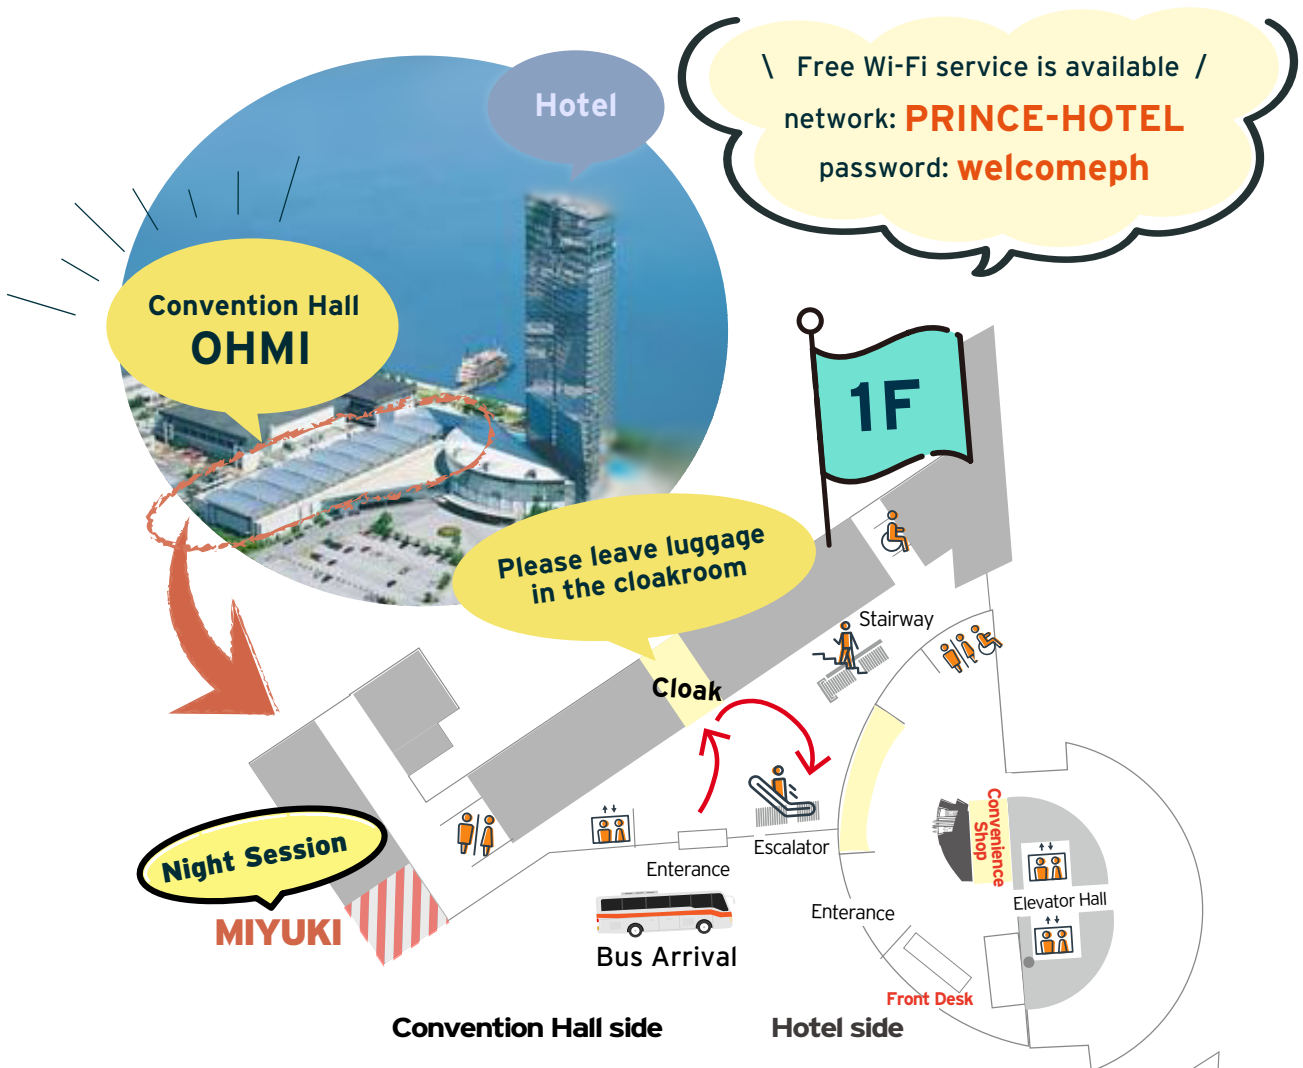 \ Free Wi-Fi service is available /
network: PRINCE-HOTEL
password: welcomeph
Hotel
Convention Hall
OHMI
1F
Please leave luggage
in the cloakroom
Stairway
Cloak
Night Session
MIYUKI
Enterance
Escalator
Bus Arrival
Convenience
Shop
Elevator Hall
Enterance
Front Desk
Convention Hall side
Hotel side